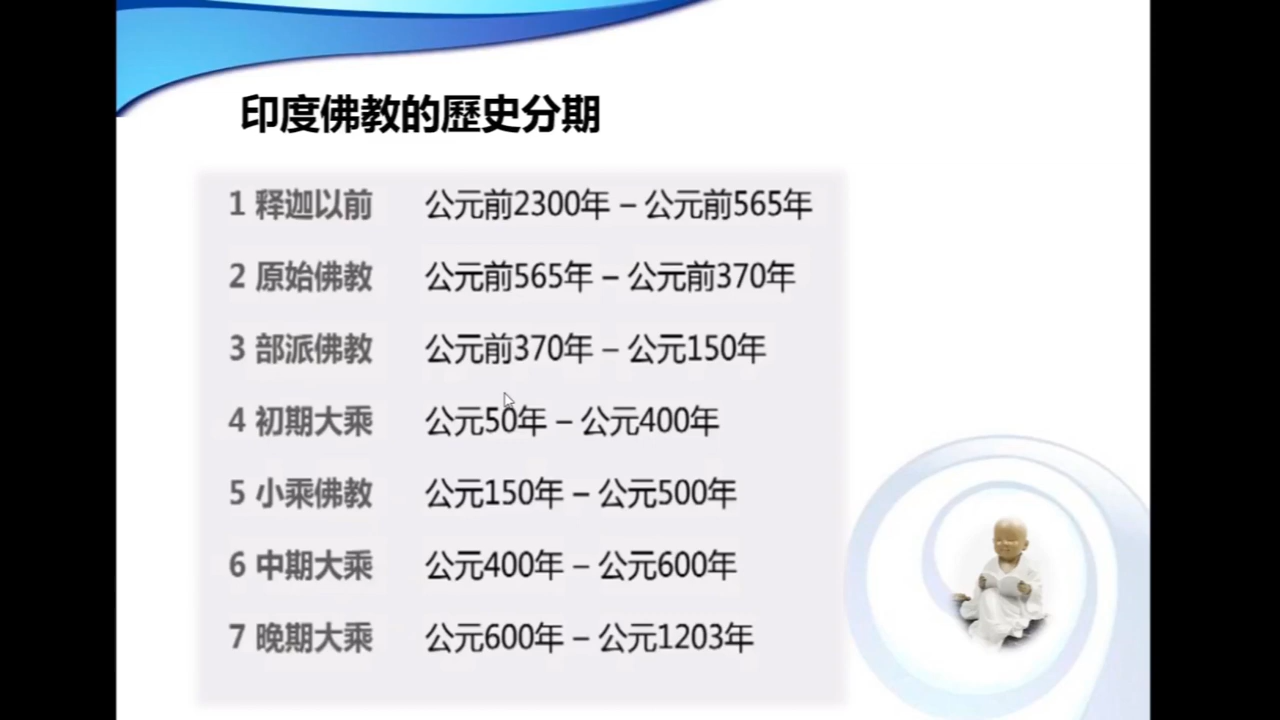 印度佛教的歷史分期
1 释迦以前 公元前2300年 – 公元前565年
2 原始佛教 公元前565年 – 公元前370年
3 部派佛教 公元前370年 – 公元150年
4 初期大乘 公元50年 – 公元400年
5 小乘佛教 公元150年 – 公元500年
6 中期大乘 公元400年 – 公元600年
7 晚期大乘 公元600年 – 公元1203年